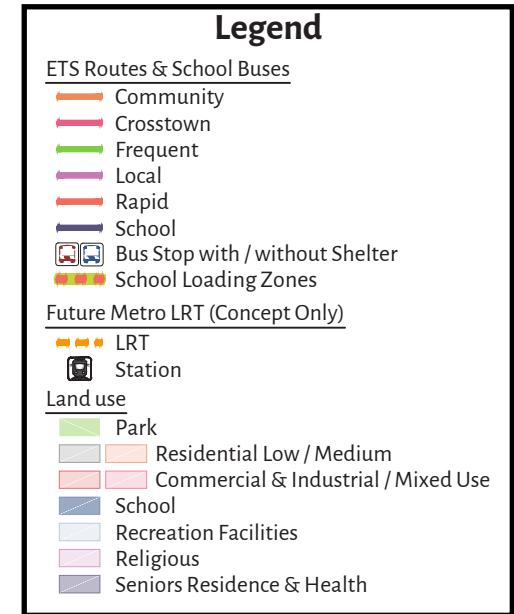 Legend
ETS Routes & School Buses
Community
Crosstown
Frequent
Local
Rapid
School
Bus Stop with / without Shelter
School Loading Zones
Future Metro LRT (Concept Only)
LRT
Station
Land use
Park
Residential Low / Medium
Commercial & Industrial / Mixed Use
School
Recreation Facilities
Religious
Seniors Residence & Health